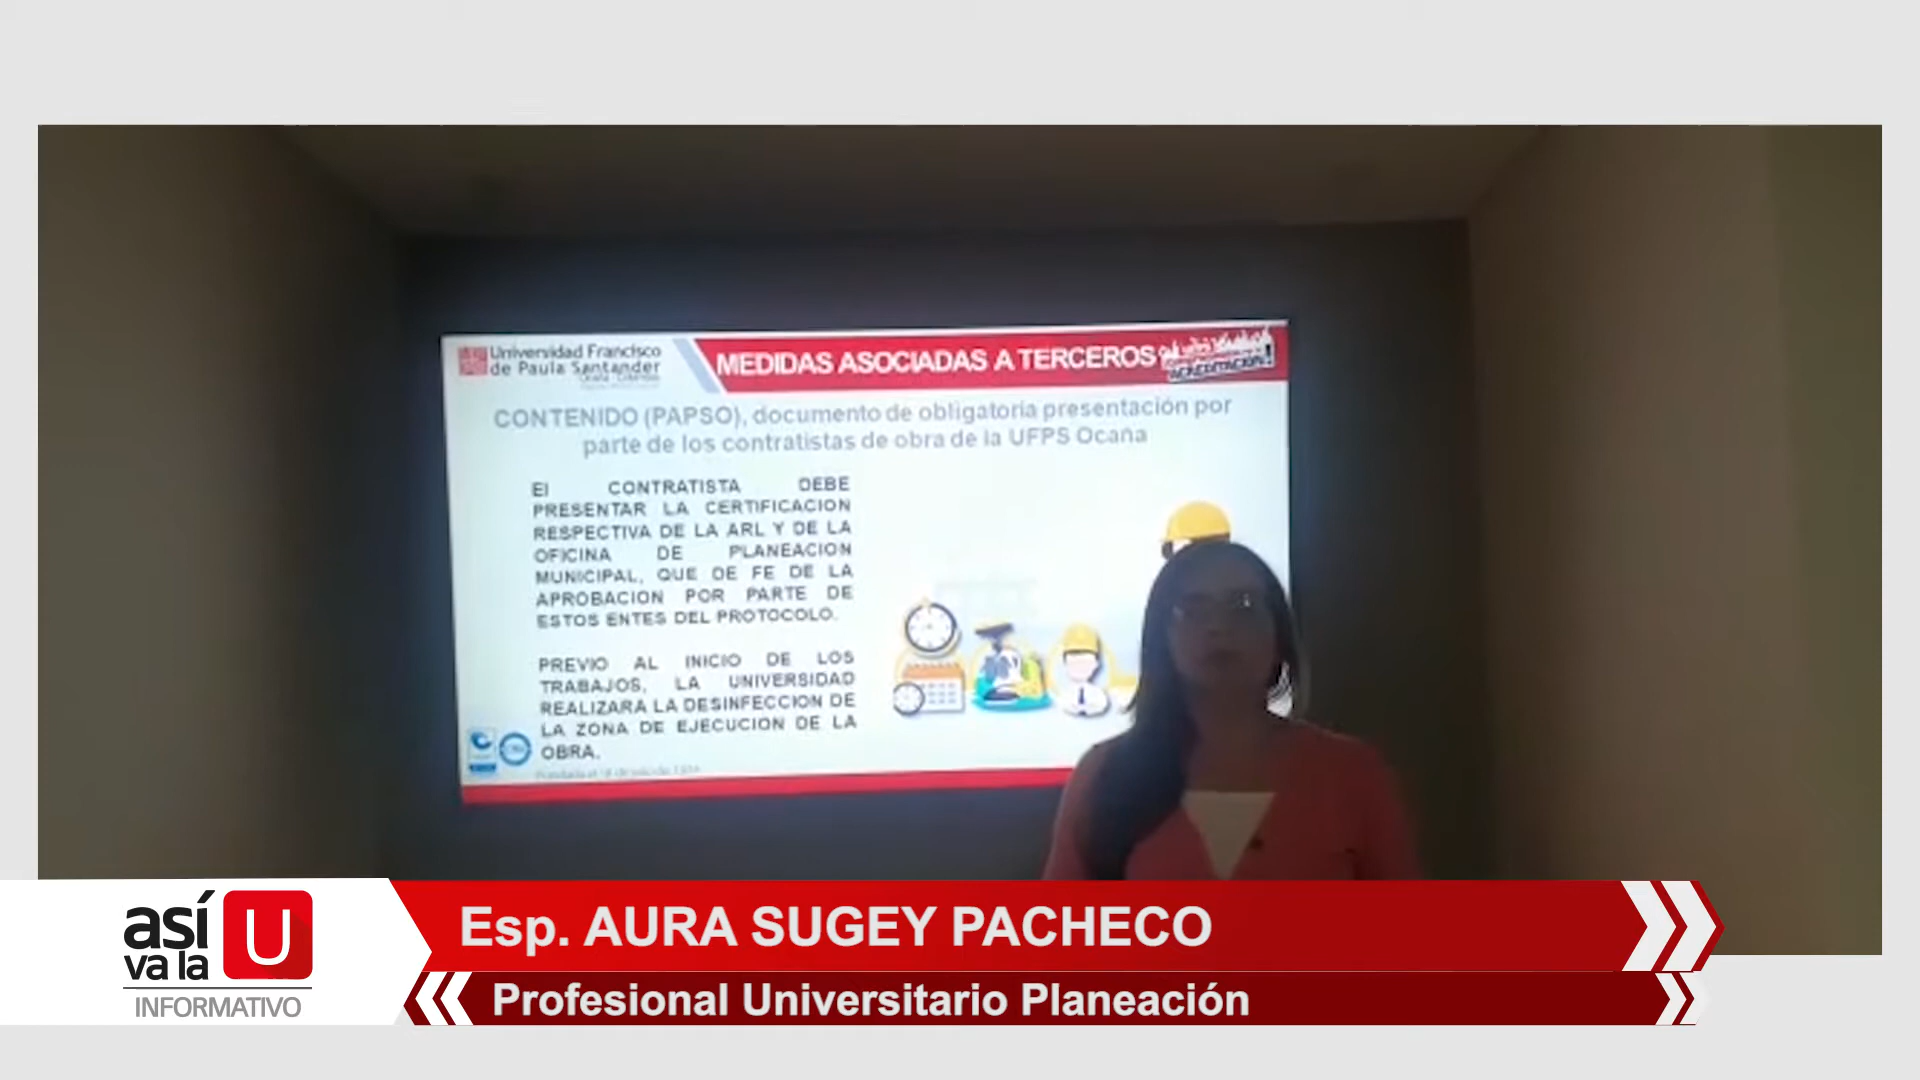 Universidad Francisco
de Paula Santander
Ocaña - Colombia
MEDIDAS ASOCIADAS A TERCEROS
ACREDITACIÓN!
CONTENIDO (PAPSO), documento de obligatoria presentación por
parte de los contratistas de obra de la UFPS Ocaña
El CONTRATISTA DEBE
PRESENTAR LA CERTIFICACION
RESPECTIVA DE LA ARL Y DE LA
OFICINA DE PLANEACION
MUNICIPAL, QUE DE FE DE LA
APROBACION POR PARTE DE
ESTOS ENTES DEL PROTOCOLO.
PREVIO AL INICIO DE LOS
TRABAJOS, LA UNIVERSIDAD
REALIZARA LA DESINFECCION DE
LA ZONA DE EJECUCION DE LA
OBRA.
así
va la
U
INFORMATIVO
Esp. AURA SUGEY PACHECO
Profesional Universitario Planeación